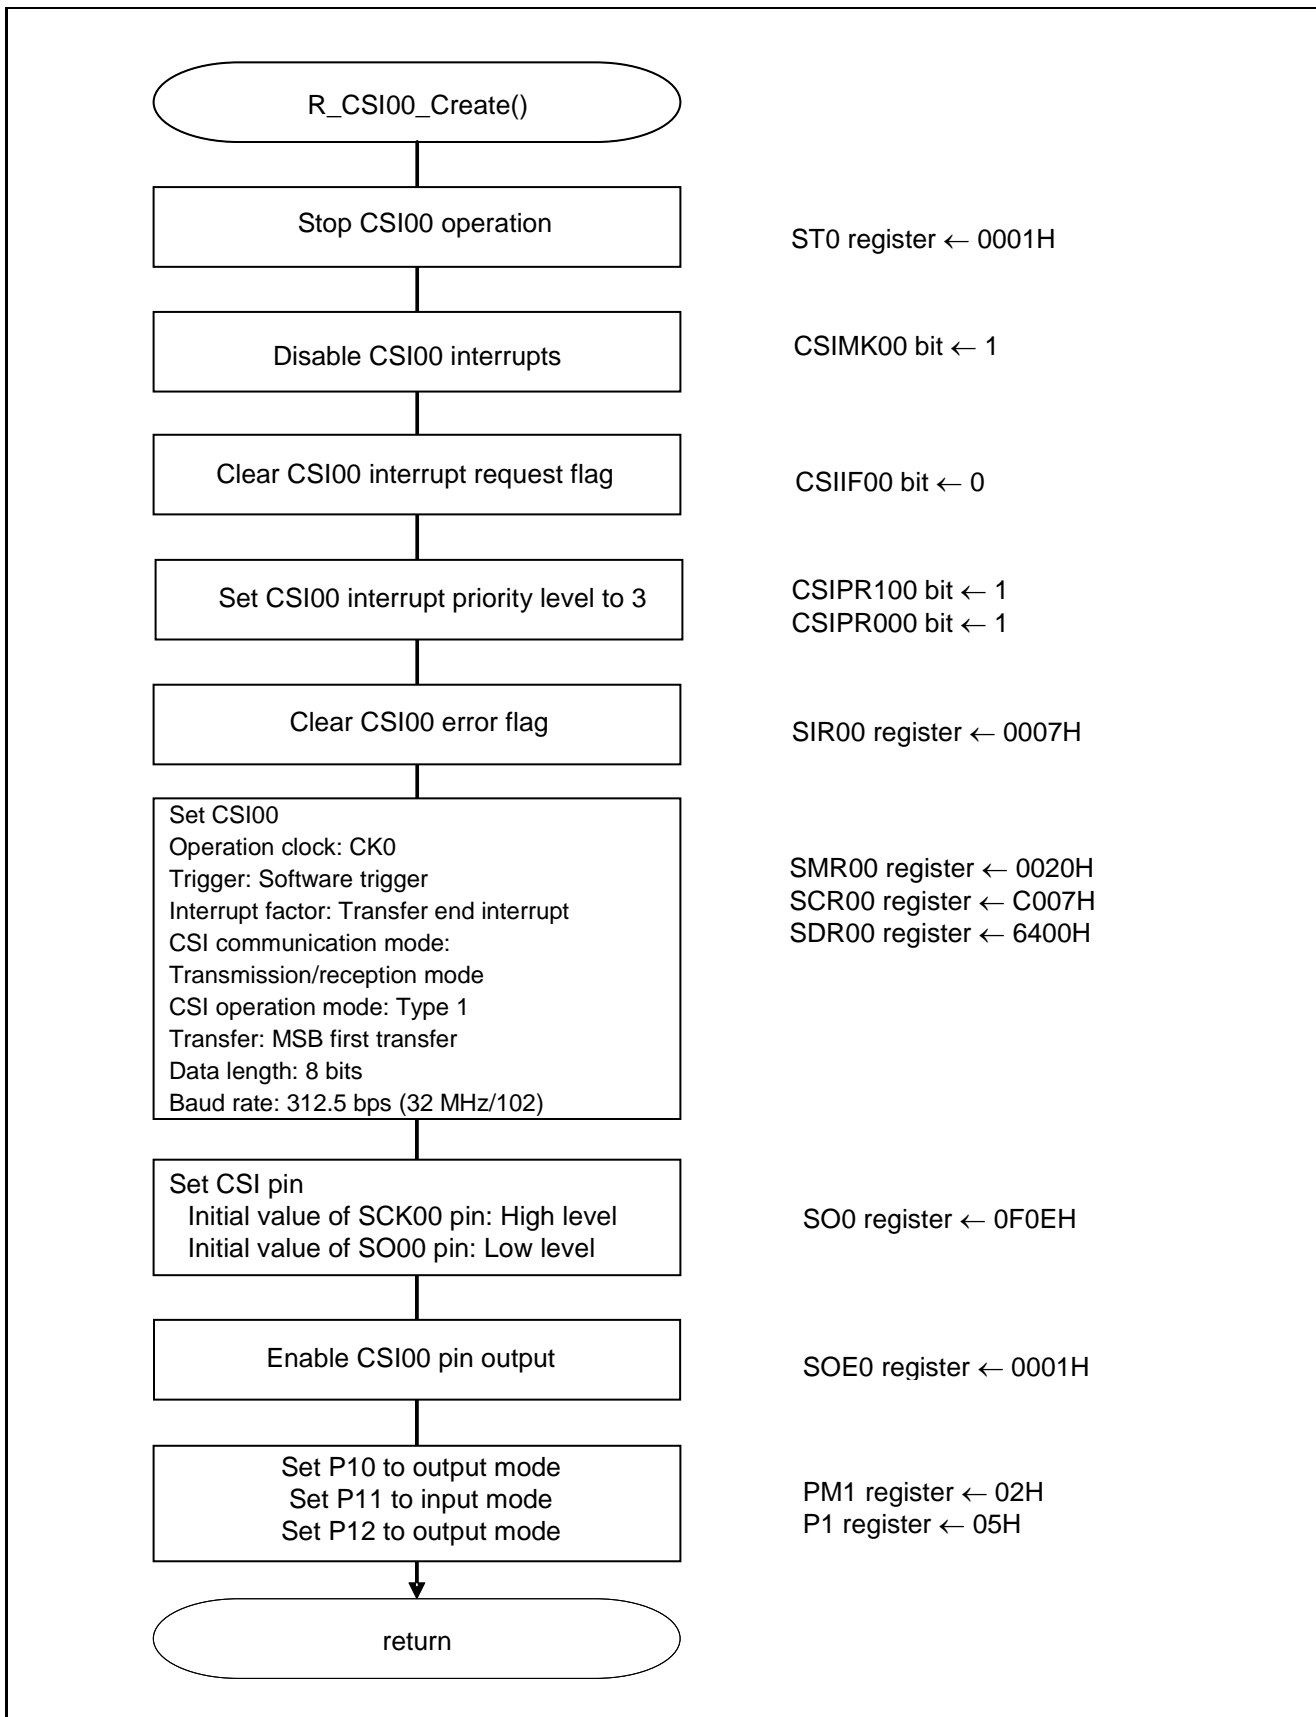 R_CSI00_Create()
Stop CSI00 operation
ST0 register ← 0001H
Disable CSI00 interrupts
CSIMK00 bit ← 1
Clear CSI00 interrupt request flag
CSIIF00 bit ← 0
Set CSI00 interrupt priority level to 3
CSIPR100 bit ← 1
CSIPR000 bit ← 1
Clear CSI00 error flag
SIR00 register ← 0007H
Set CSI00
Operation clock: CK0
Trigger: Software trigger
Interrupt factor: Transfer end interrupt
CSI communication mode:
Transmission/reception mode
CSI operation mode: Type 1
Transfer: MSB first transfer
Data length: 8 bits
Baud rate: 312.5 bps (32 MHz/102)
SMR00 register ← 0020H
SCR00 register ← C007H
SDR00 register ← 6400H
Set CSI pin
Initial value of SCK00 pin: High level
Initial value of SO00 pin: Low level
SO0 register ← 0F0EH
Enable CSI00 pin output
SOE0 register ← 0001H
Set P10 to output mode
Set P11 to input mode
Set P12 to output mode
PM1 register ← 02H
P1 register ← 05H
return